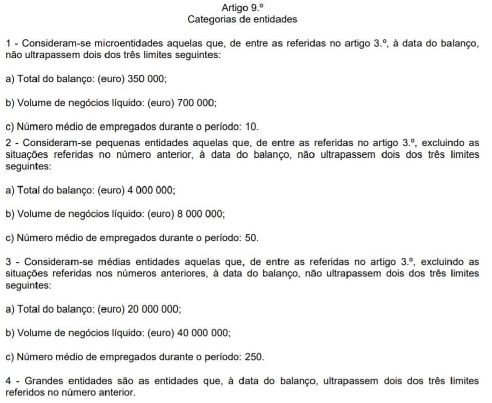 Artigo 9.º
Categorias de entidades
1 - Consideram-se microentidades aquelas que, de entre as referidas no artigo 3.º, à data do balanço,
não ultrapassem dois dos três limites seguintes:
a) Total do balanço: (euro) 350 000;
b) Volume de negócios líquido: (euro) 700 000;
c) Número médio de empregados durante o período: 10.
2 - Consideram-se pequenas entidades aquelas que, de entre as referidas no artigo 3.º, excluindo as
situações referidas no número anterior, à data do balanço, não ultrapassem dois dos três limites
seguintes:
a) Total do balanço: (euro) 4 000 000;
b) Volume de negócios líquido: (euro) 8 000 000;
c) Número médio de empregados durante o período: 50.
3 - Consideram-se médias entidades aquelas que, de entre as referidas no artigo 3.º, excluindo as
situações referidas nos números anteriores, à data do balanço, não ultrapassem dois dos três limites
seguintes:
a) Total do balanço: (euro) 20 000 000;
b) Volume de negócios líquido: (euro) 40 000 000;
c) Número médio de empregados durante o período: 250.
4 - Grandes entidades são as entidades que, à data do balanço, ultrapassem dois dos três limites
referidos no número anterior.